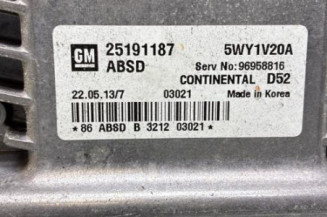 GM 25191187 5WY1V20A
ABSD Serv No:96958816
CONTINENTAL D52
22.05.13/7 03021 Made in Korea
*86 ABSD B 3212 03021*